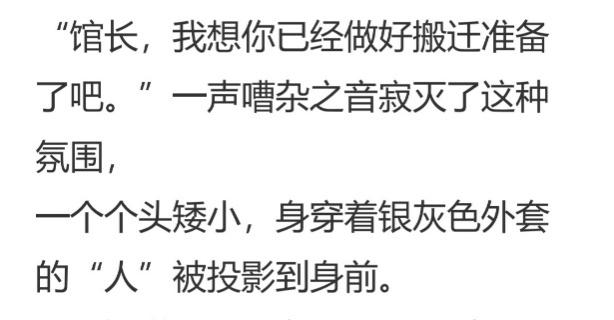 “馆长，我想你已经做好搬迁准备
了吧。”一声嘈杂之音寂灭了这种
氛围，
一个个头矮小，身穿着银灰色外套
的“人”被投影到身前。